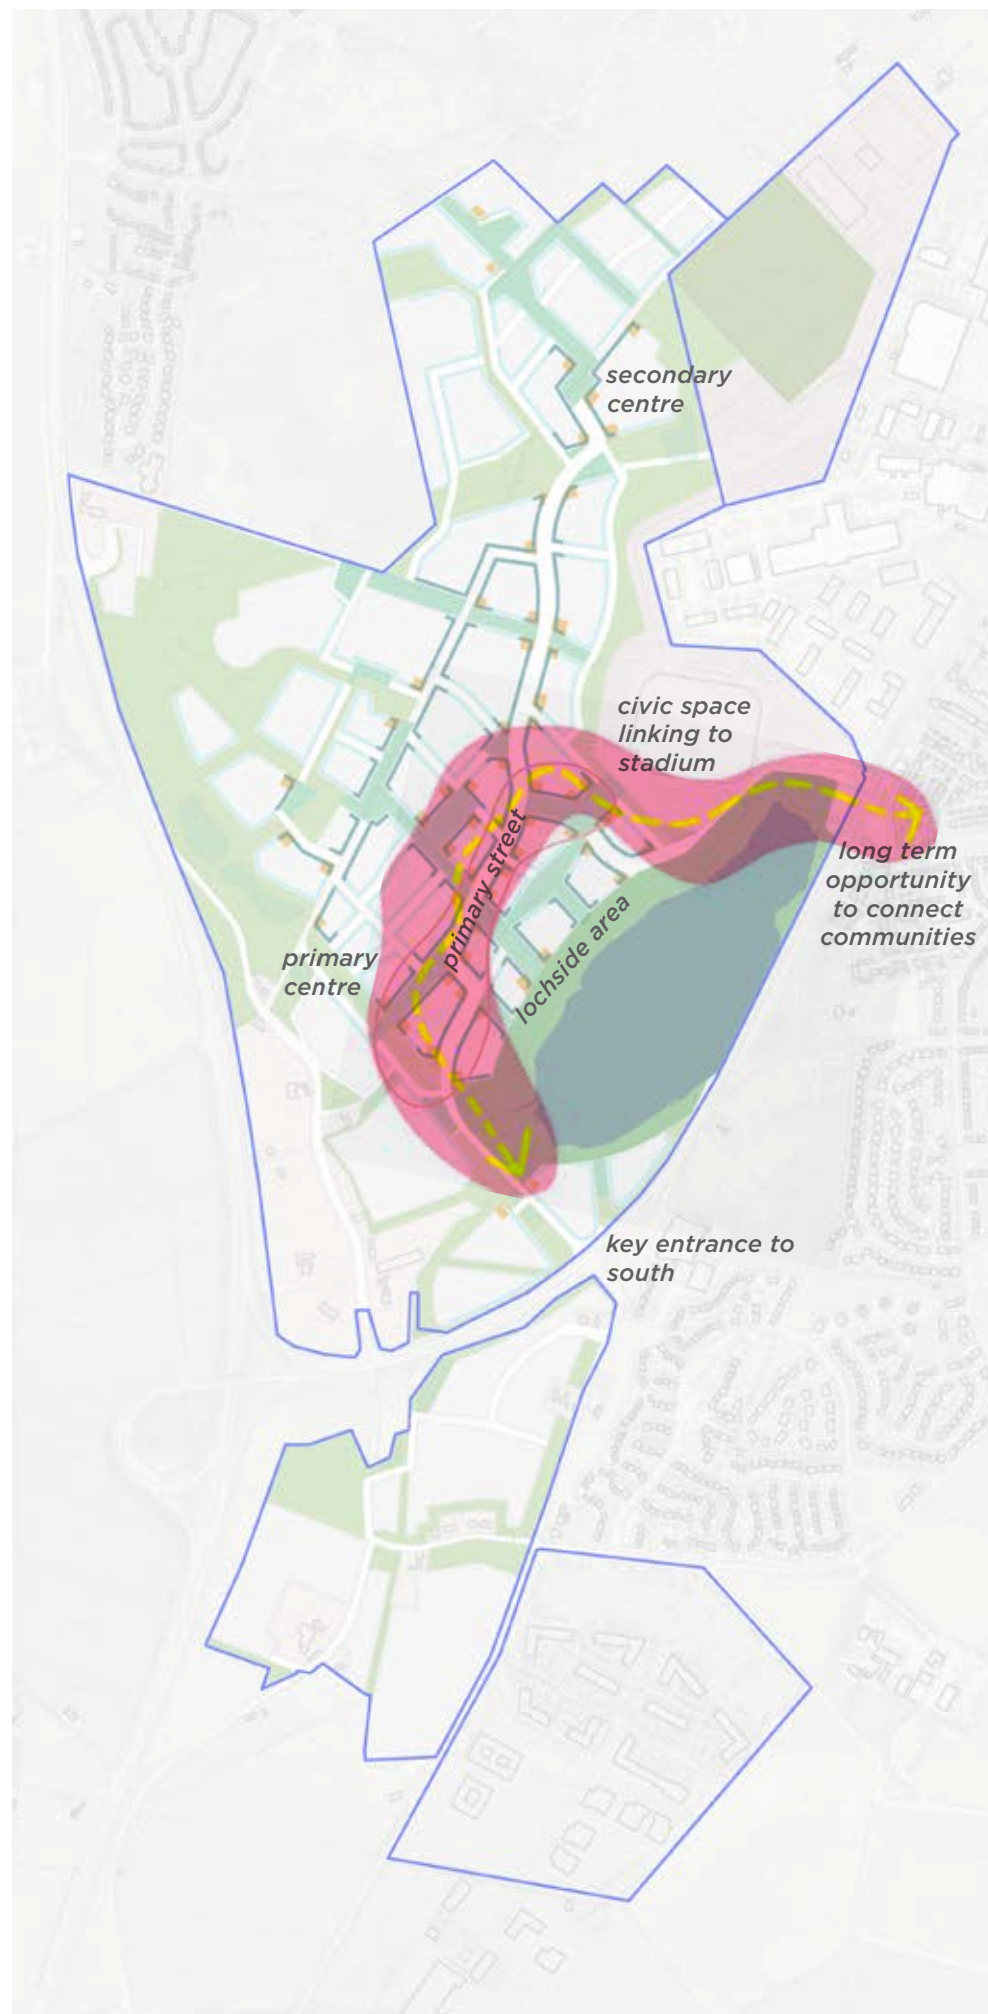 secondary
centre
civic space
linking to
stadium
primary street
long term
opportunity
to connect
communities
lochside area
primary
centre
key entrance to
south